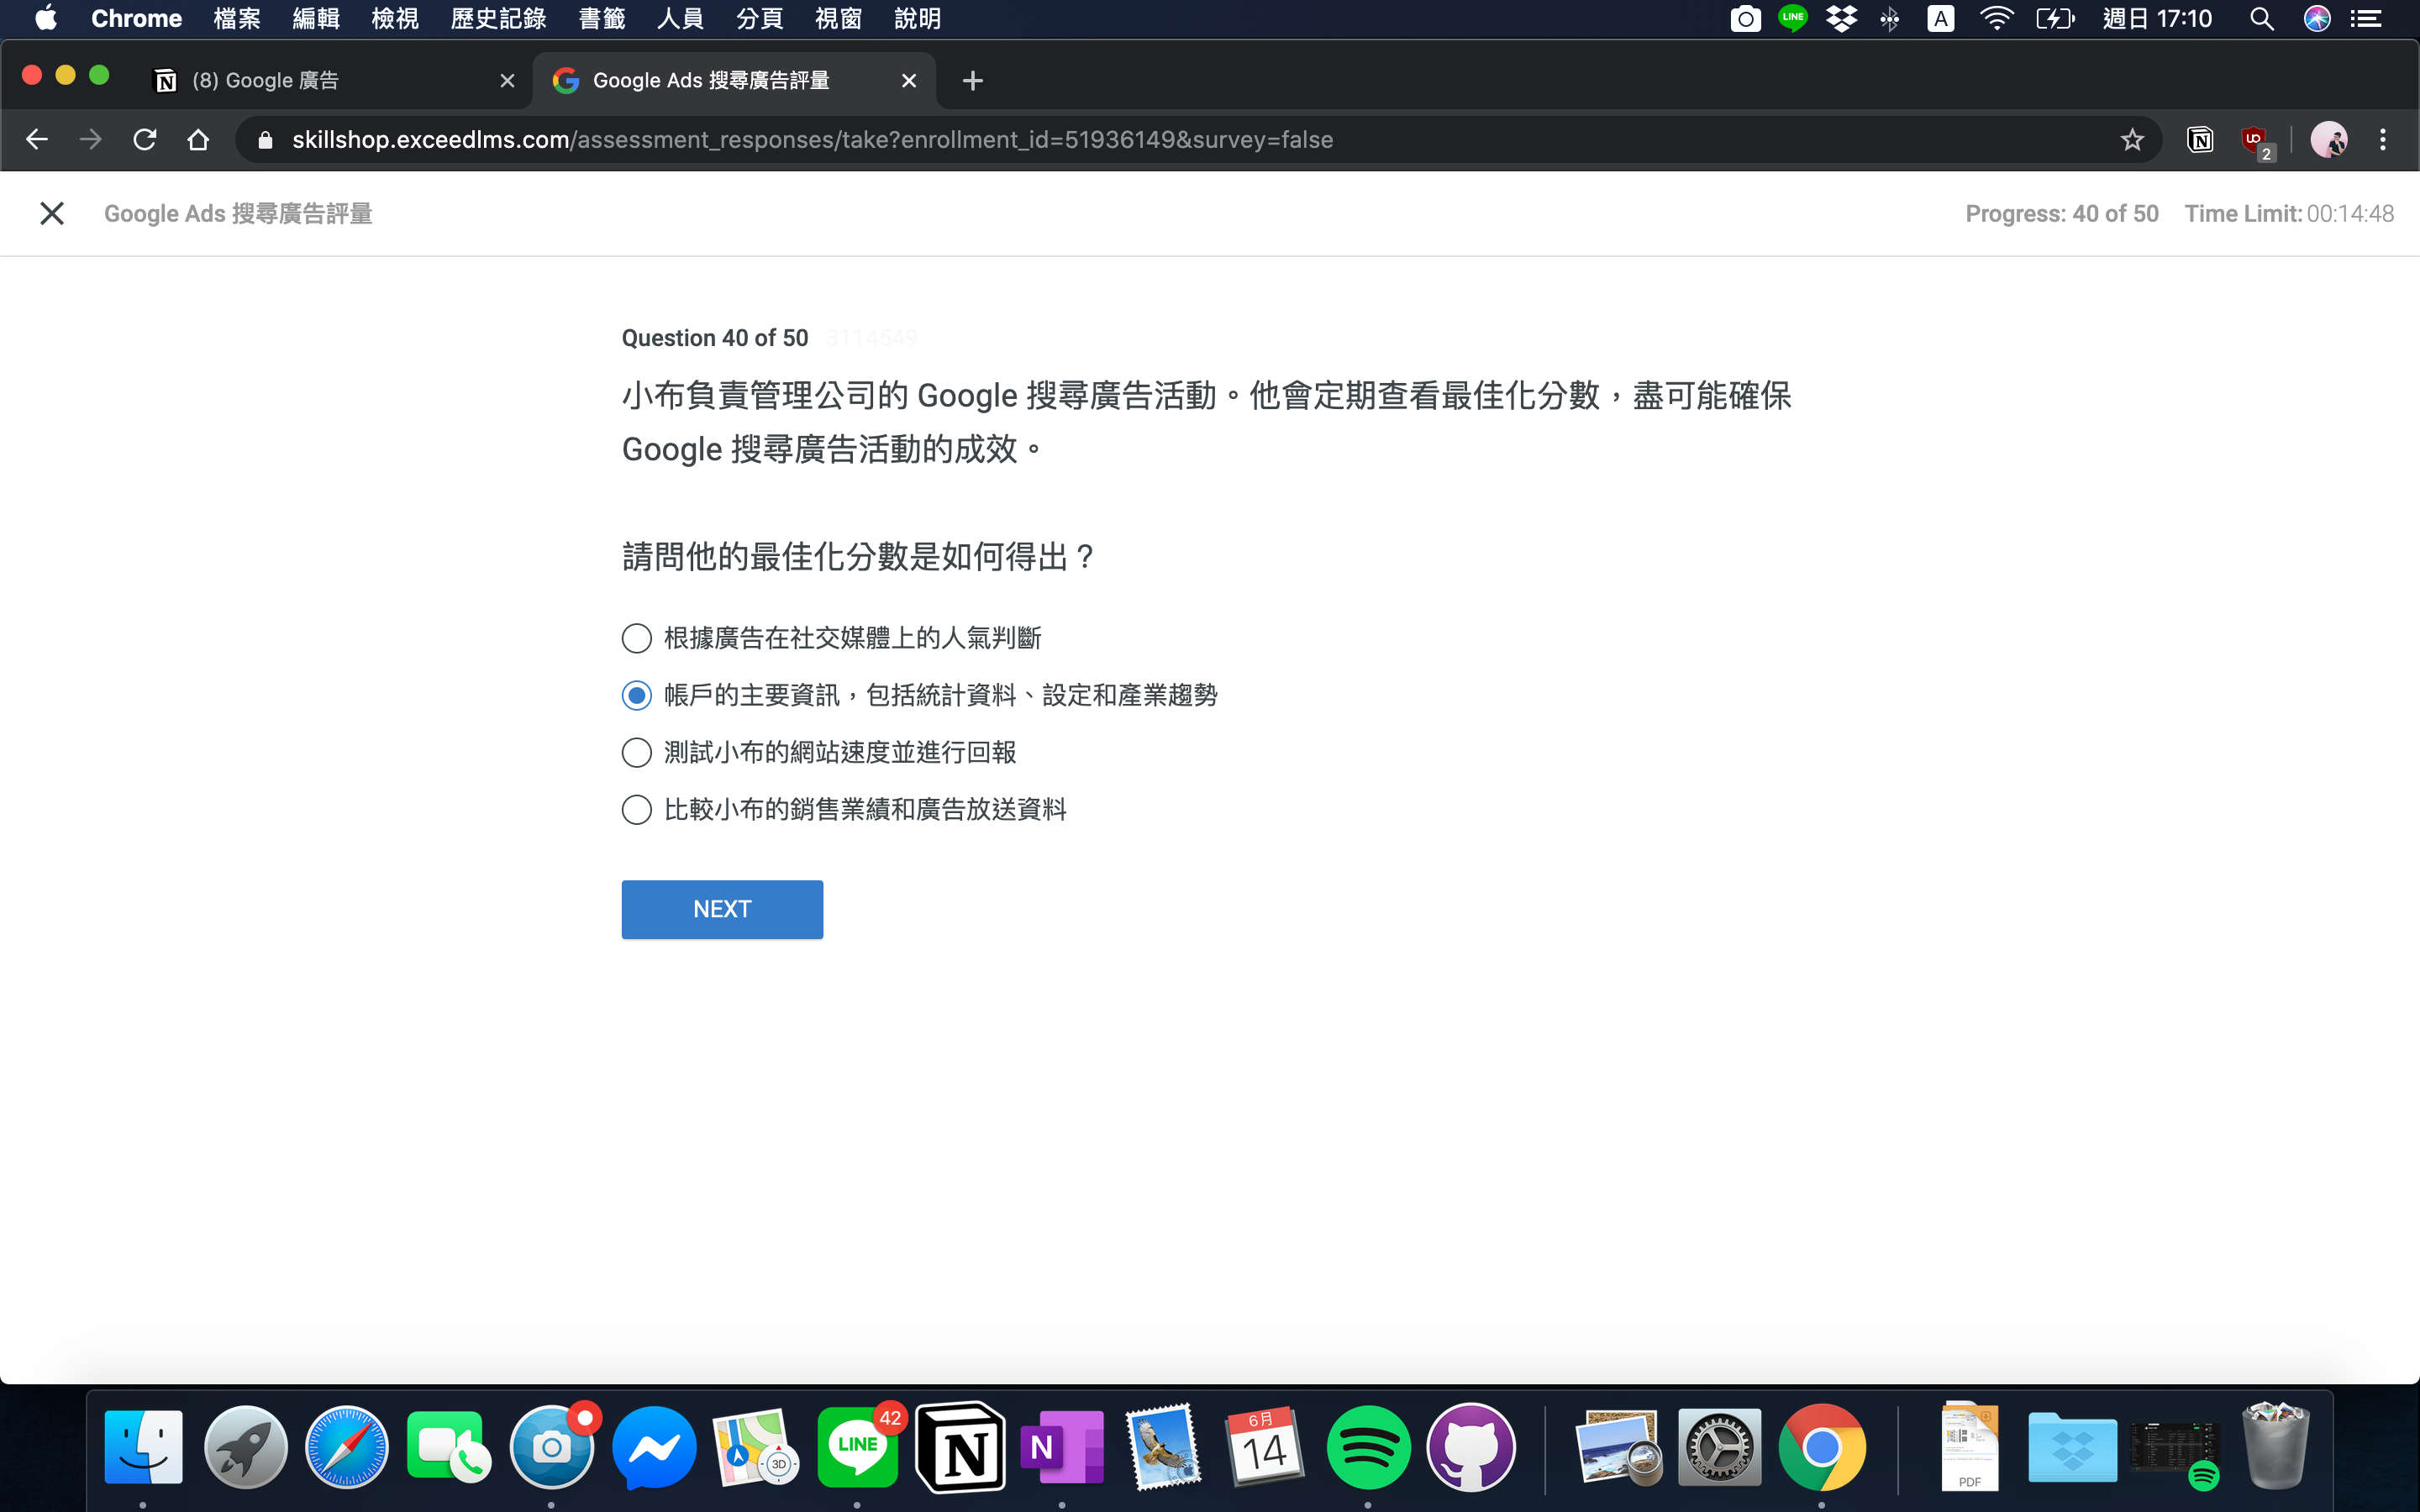 Chrome 檔案 編輯 檢視 歷史記錄 書籤 人員 分頁 視窗 說明 LINE A 週日 17:10
(8) Google 廣告
Google Ads 搜尋廣告評量
skillshop.exceedlms.com/assessment_responses/take?enrollment_id=51936149&survey=false
2
Google Ads 搜尋廣告評量
Progress: 40 of 50 Time Limit: 00:14:48
Question 40 of 50 3114549
小布負責管理公司的 Google 搜尋廣告活動。他會定期查看最佳化分數，盡可能確保
Google 搜尋廣告活動的成效。
請問他的最佳化分數是如何得出？
根據廣告在社交媒體上的人氣判斷
帳戶的主要資訊，包括統計資料、設定和產業趨勢
測試小布的網站速度並進行回報
比較小布的銷售業績和廣告放送資料
NEXT
3D
LINE
42
N
N
6月
14
PDF